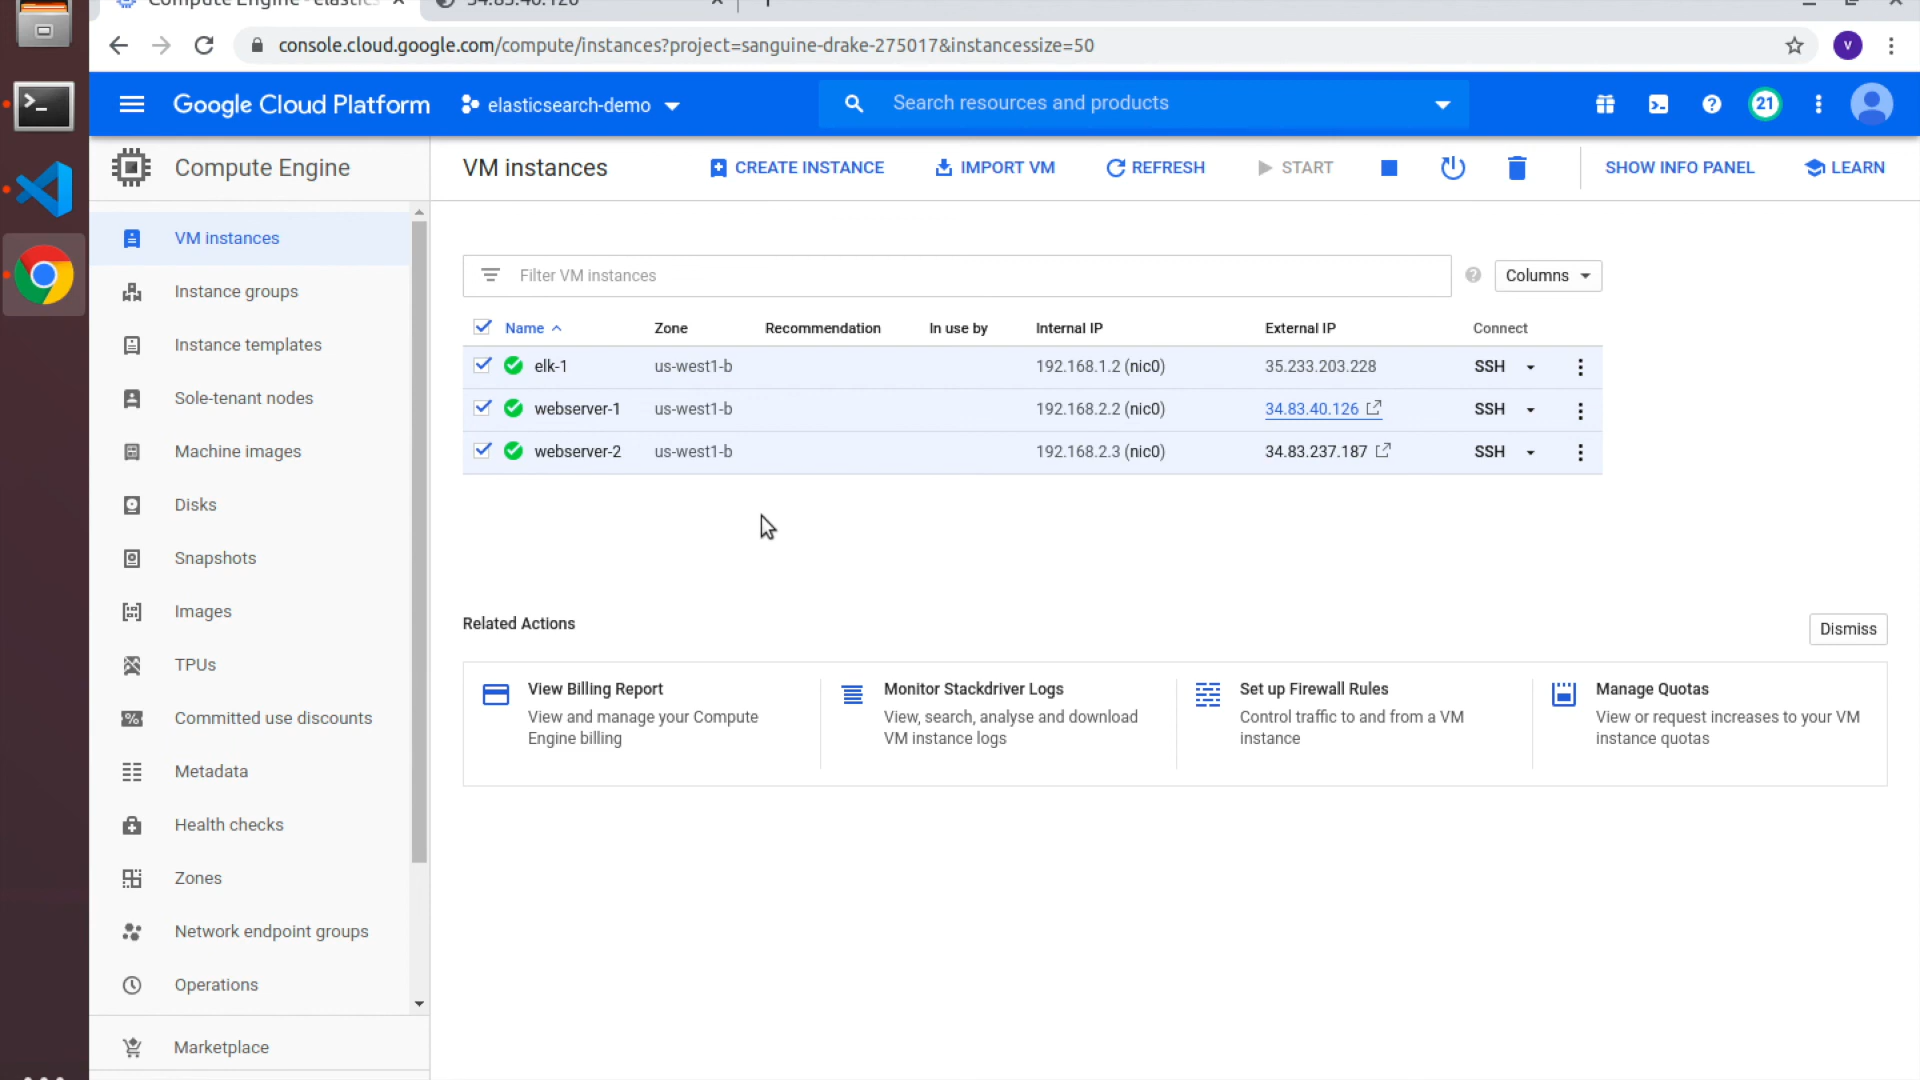 Compute Engine - elastics
34.83.40.126
console.cloud.google.com/compute/instances?project=sanguine-drake-275017&instancessize=50
V
Google Cloud Platform
elasticsearch-demo
Search resources and products
21
Compute Engine
VM instances
CREATE INSTANCE
IMPORT VM
REFRESH
START
SHOW INFO PANEL
LEARN
VM instances
Instance groups
Instance templates
Sole-tenant nodes
Machine images
Disks
Snapshots
Images
TPUs
Committed use discounts
Metadata
Health checks
Zones
Network endpoint groups
Operations
Marketplace
Filter VM instances
Columns
Name Zone Recommendation In use by Internal IP External IP Connect
elk-1 us-west1-b 192.168.1.2 (nic0) 35.233.203.228 SSH
webserver-1 us-west1-b 192.168.2.2 (nic0) 34.83.40.126 SSH
webserver-2 us-west1-b 192.168.2.3 (nic0) 34.83.237.187 SSH
Related Actions
Dismiss
View Billing Report
View and manage your Compute
Engine billing
Monitor Stackdriver Logs
View, search, analyse and download
VM instance logs
Set up Firewall Rules
Control traffic to and from a VM
instance
Manage Quotas
View or request increases to your VM
instance quotas